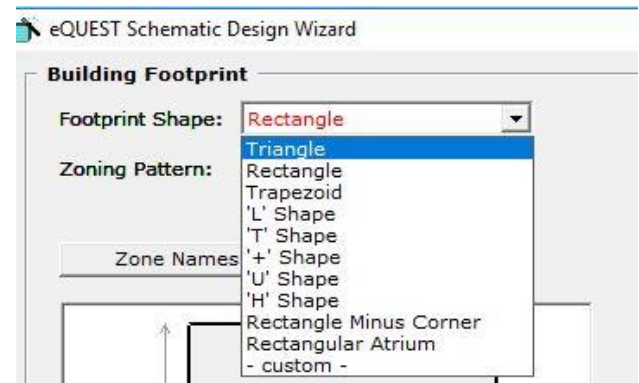 eQUEST Schematic Design Wizard
Building Footprint
Footprint Shape: Rectangle
Triangle
Zoning Pattern: Rectangle
Trapezoid
'L' Shape
'T' Shape
Zone Names '+' Shape
'U' Shape
'H' Shape
Rectangle Minus Corner
Rectangular Atrium
- custom -